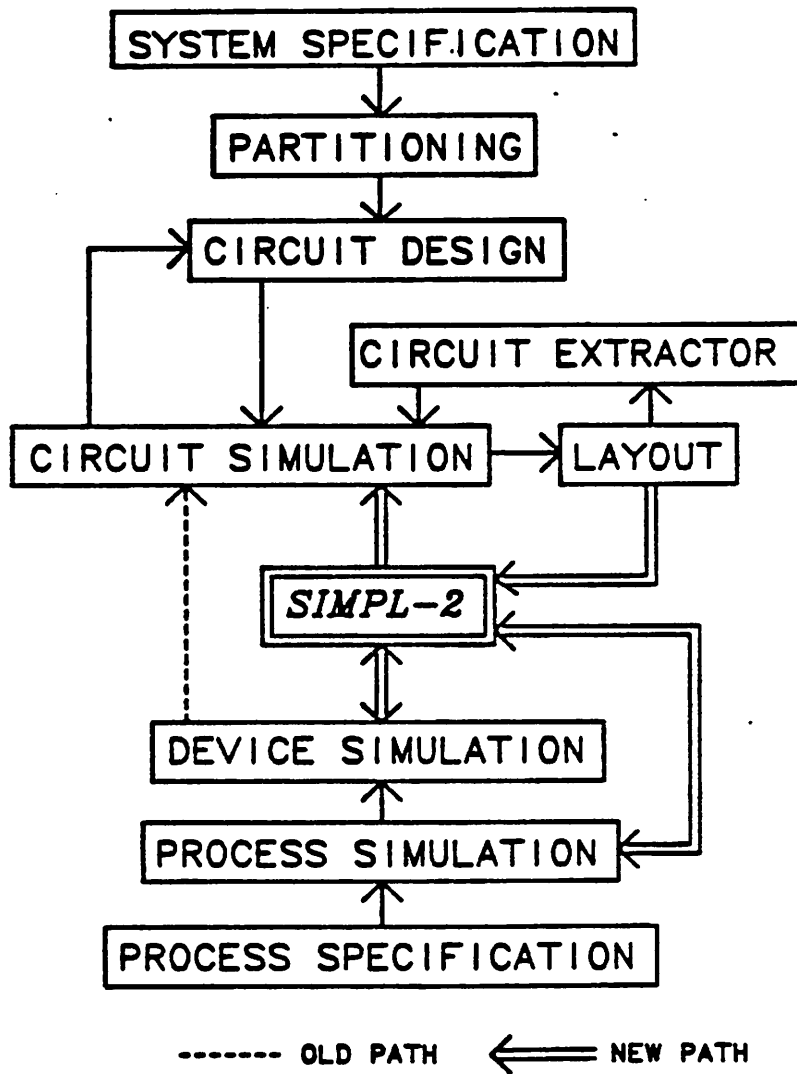 SYSTEM SPECIFICATION
PARTITIONING
CIRCUIT DESIGN
CIRCUIT EXTRACTOR
CIRCUIT SIMULATION
LAYOUT
SIMPL-2
DEVICE SIMULATION
PROCESS SIMULATION
PROCESS SPECIFICATION
OLD PATH
NEW PATH